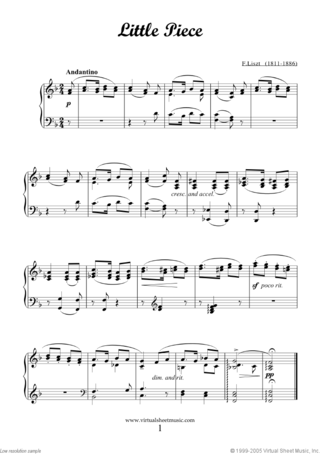 Little Piece
F.Liszt (1811-1886)
Andantino
p
cresc. and accel.
sf poco rit.
dim. and rit.
pp
www.virtualsheetmusic.com
1
Low resolution sample
© 1999-2005 Virtual Sheet Music, Inc.